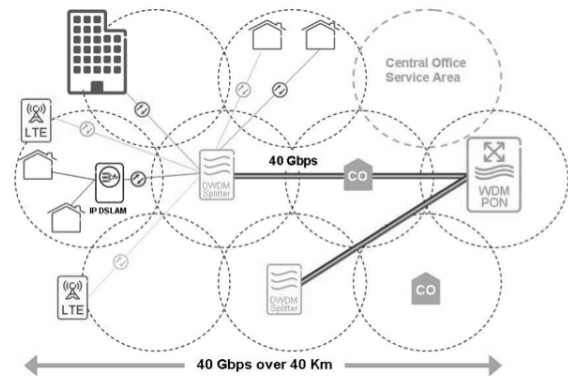 Central Office
Service Area
LTE
40 Gbps
DWDM
Splitter
CO
WDM
PON
IP DSLAM
LTE
DWDM
Splitter
CO
40 Gbps over 40 Km